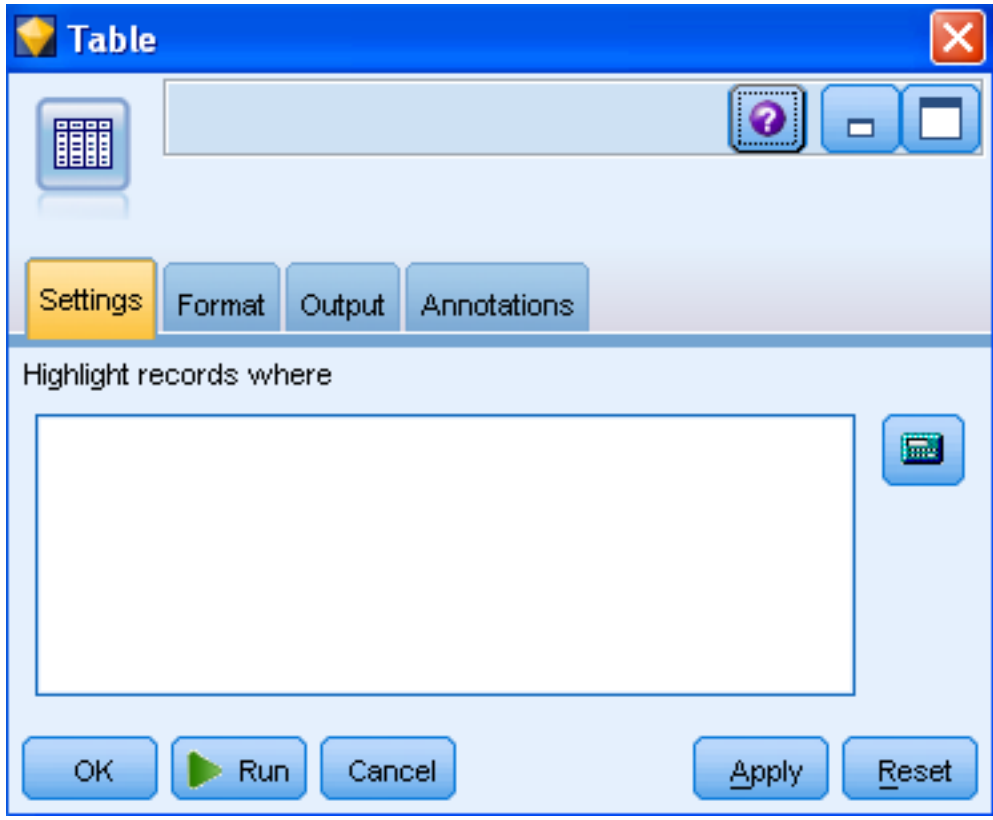 Table
?
Settings Format Output Annotations
Highlight records where
OK Run Cancel Apply Reset